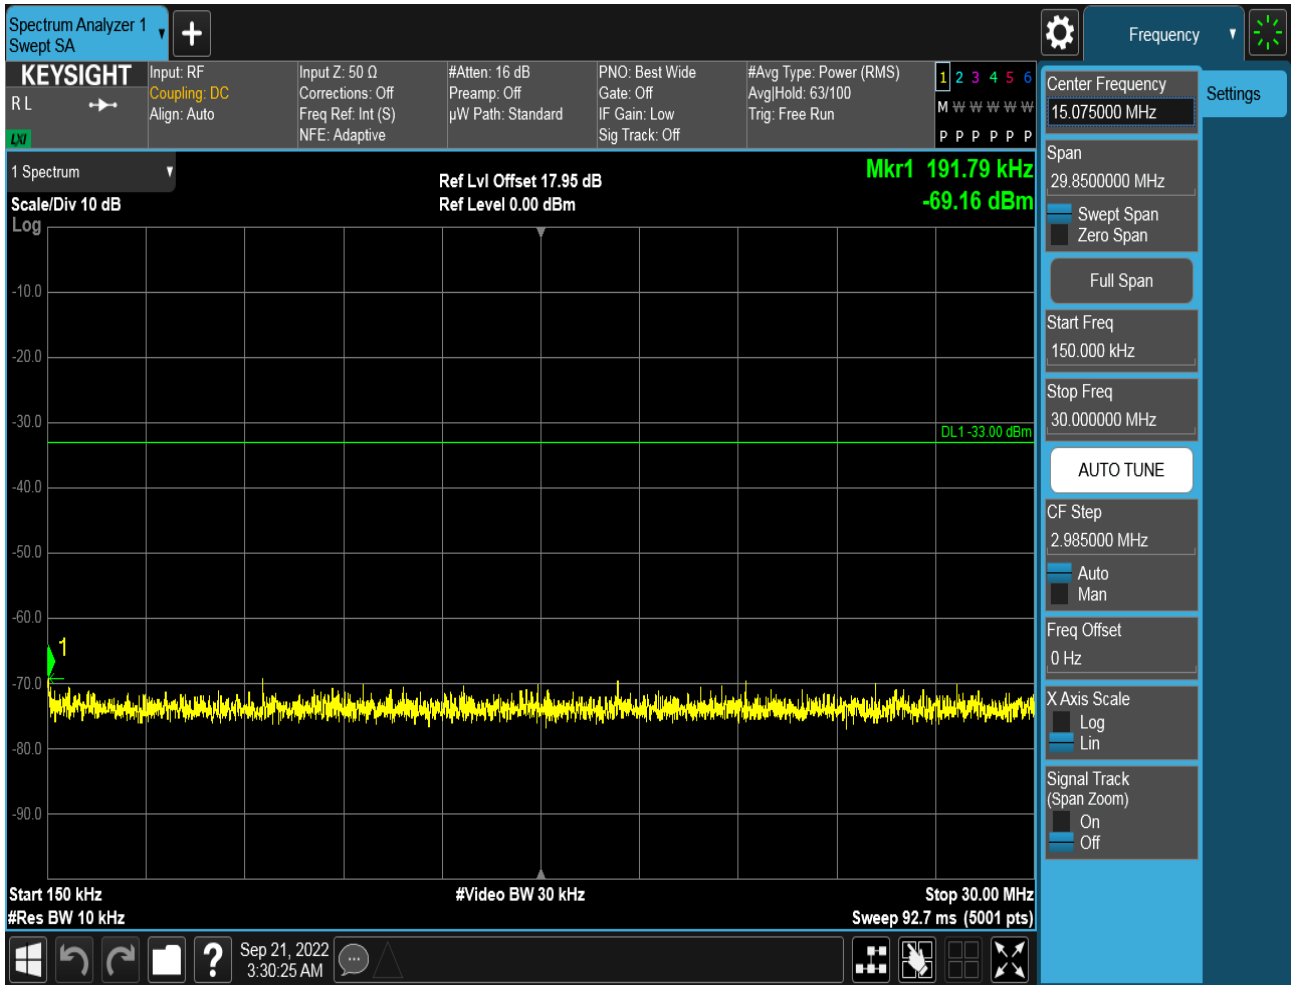 Spectrum Analyzer 1
Swept SA
Frequency
KEYSIGHT
R L
LXI
Input: RF
Coupling: DC
Align: Auto
Input Z: 50 Ω
Corrections: Off
Freq Ref: Int (S)
NFE: Adaptive
#Atten: 16 dB
Preamp: Off
µW Path: Standard
PNO: Best Wide
Gate: Off
IF Gain: Low
Sig Track: Off
#Avg Type: Power (RMS)
Avg|Hold: 63/100
Trig: Free Run
1 2 3 4 5 6
M W W W W W
P P P P P P
1 Spectrum
Scale/Div 10 dB
Log
Ref Lvl Offset 17.95 dB
Ref Level 0.00 dBm
Mkr1 191.79 kHz
-69.16 dBm
-10.0
-20.0
-30.0
DL1 -33.00 dBm
-40.0
-50.0
-60.0
1
-70.0
-80.0
-90.0
Start 150 kHz
#Video BW 30 kHz
Stop 30.00 MHz
#Res BW 10 kHz
Sweep 92.7 ms (5001 pts)
Center Frequency
15.075000 MHz
Settings
Span
29.8500000 MHz
Swept Span
Zero Span
Full Span
Start Freq
150.000 kHz
Stop Freq
30.000000 MHz
AUTO TUNE
CF Step
2.985000 MHz
Auto
Man
Freq Offset
0 Hz
X Axis Scale
Log
Lin
Signal Track
(Span Zoom)
On
Off
?
Sep 21, 2022
3:30:25 AM